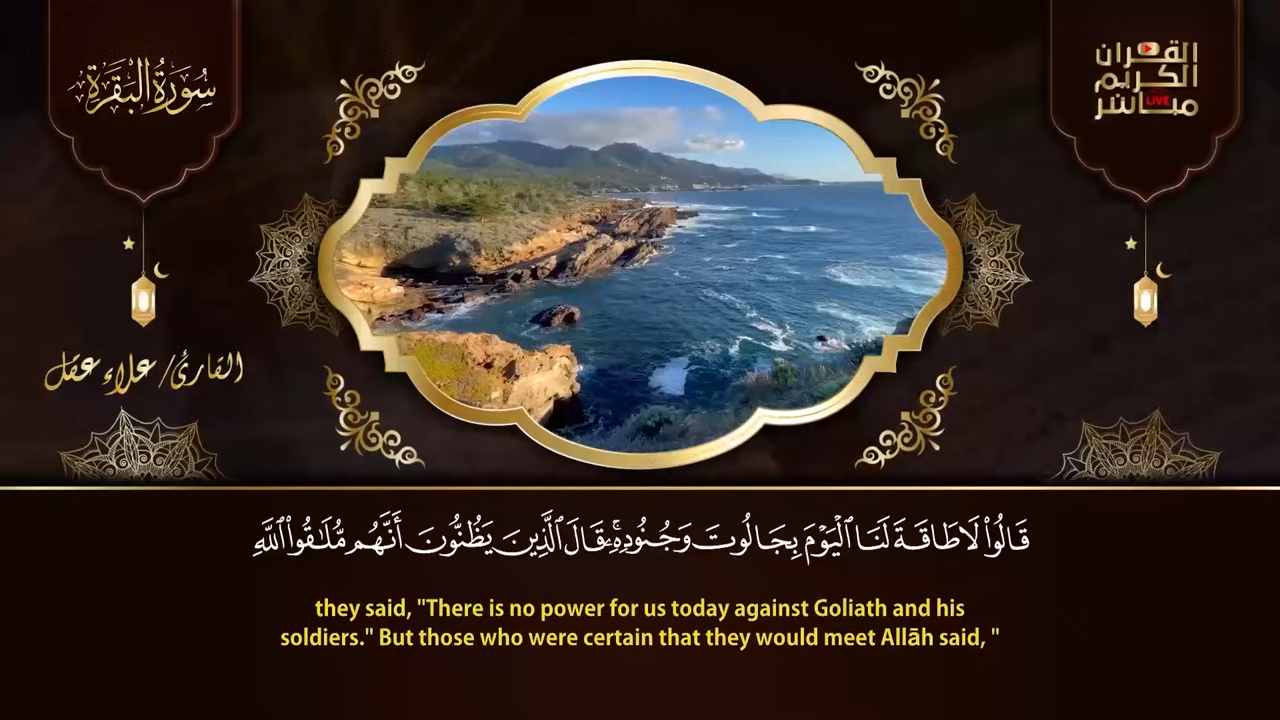 سُورَةُ البَقَرَةِ
القرآن
الكريم
مباشر
LIVE
القارئ/ علاء عقل
قَالُوا۟ لَا طَاقَةَ لَنَا ٱلْيَوْمَ بِجَالُوتَ وَجُنُودِهِۦۚ قَالَ ٱلَّذِينَ يَظُنُّونَ أَنَّهُم مُّلَـٰقُوا۟ ٱللَّهِ
they said, "There is no power for us today against Goliath and his
soldiers." But those who were certain that they would meet Allāh said, "